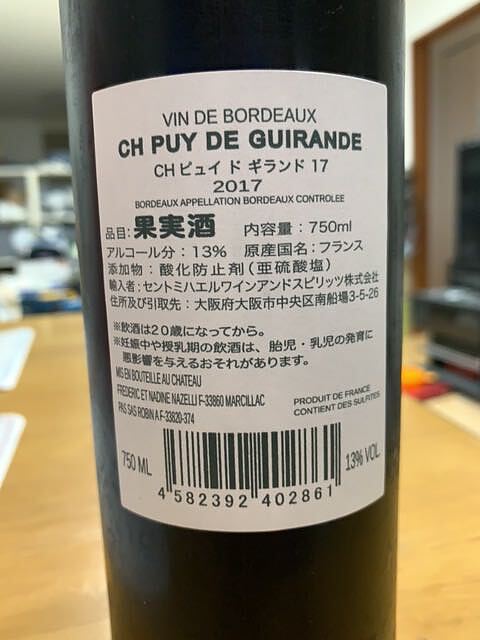 VIN DE BORDEAUX
CH PUY DE GUIRANDE
CH ピュイ ド ギランド 17
2017
BORDEAUX APPELLATION BORDEAUX CONTROLEE
品目: 果実酒 内容量：750ml
アルコール分：13% 原産国名：フランス
添加物：酸化防止剤（亜硫酸塩）
輸入者：セントミハエルワインアンドスピリッツ株式会社
住所及び引取先：大阪府大阪市中央区南船場3-5-26
※飲酒は20歳になってから。
※妊娠中や授乳期の飲酒は、胎児・乳児の発育に
悪影響を与えるおそれがあります。
MIS EN BOUTEILLE AU CHATEAU
FREDERIC ET NADINE NAZELLI F-33860 MARCILLAC
PAS SAS ROBIN A F-33820-374
PRODUCT DE FRANCE
CONTIENT DES SULFITES
750 ML
13% VOL
4 582392 402861